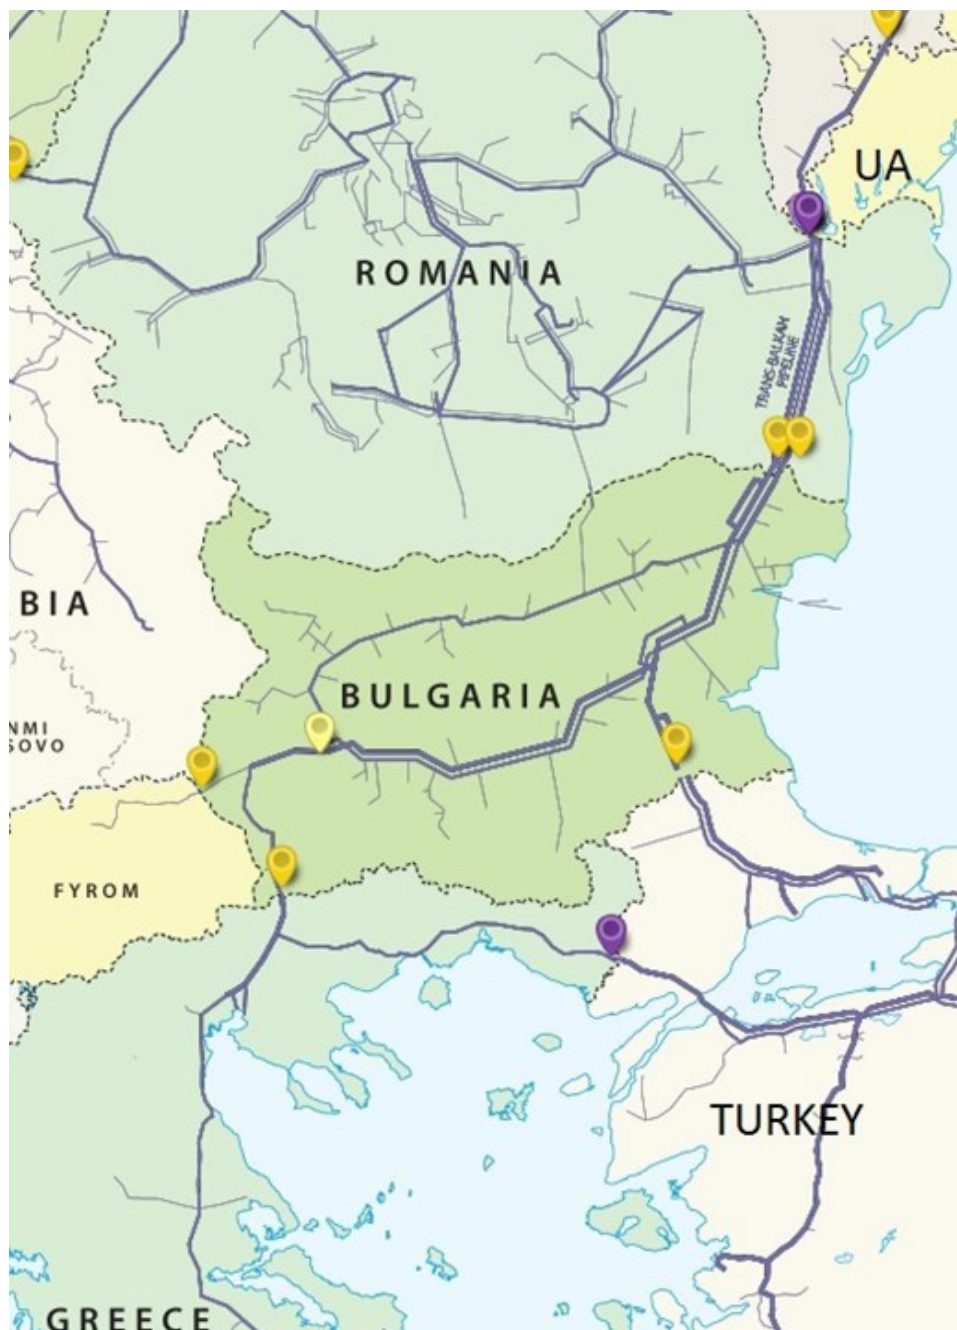 UA
ROMANIA
TRANS-BALKAN
PIPELINE
BIA
BULGARIA
NMI
SOVO
FYROM
TURKEY
GREECE